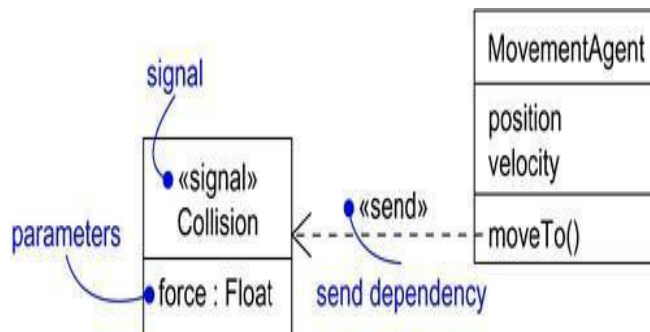 signal
«signal»
Collision
parameters
force : Float
«send»
send dependency
MovementAgent
position
velocity
moveTo()